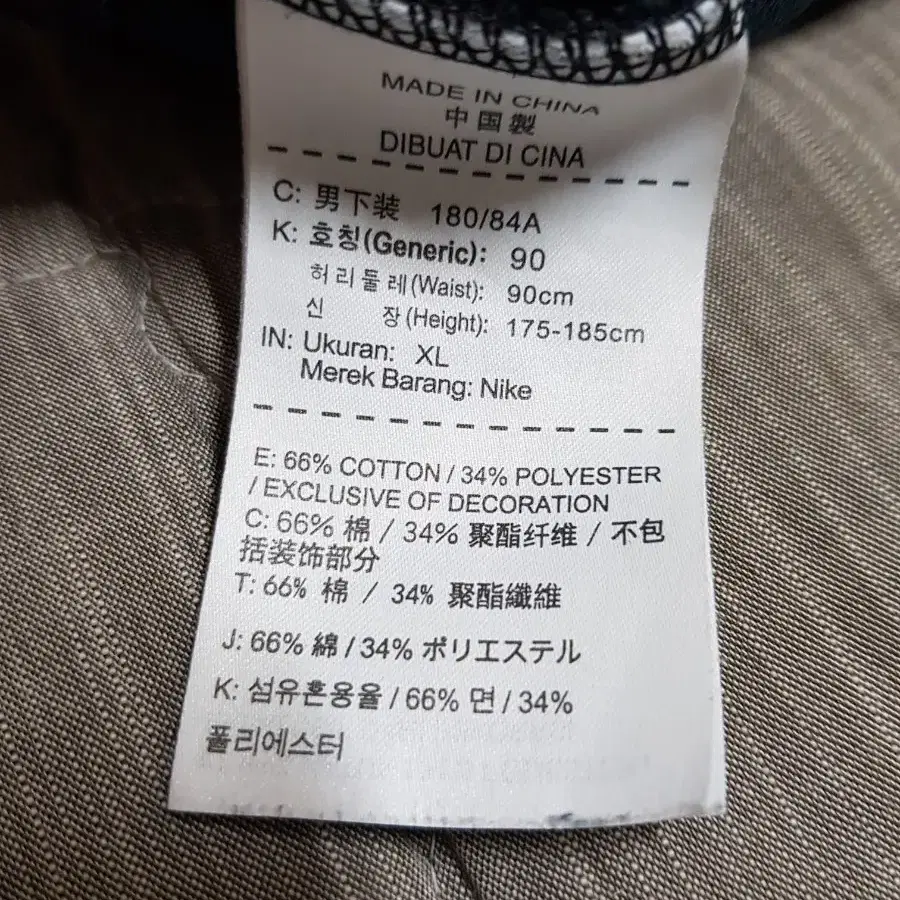 MADE IN CHINA
中国製
DIBUAT DI CINA
C: 男下装 180/84A
K: 호칭(Generic): 90
허리둘레(Waist): 90cm
신 장(Height): 175-185cm
IN: Ukuran: XL
Merek Barang: Nike
E: 66% COTTON / 34% POLYESTER
/ EXCLUSIVE OF DECORATION
C: 66% 棉 / 34% 聚酯纤维 / 不包
括装饰部分
T: 66% 棉 / 34% 聚酯纖維
J: 66% 綿 / 34% ポリエステル
K: 섬유혼용율 / 66% 면 / 34%
폴리에스터